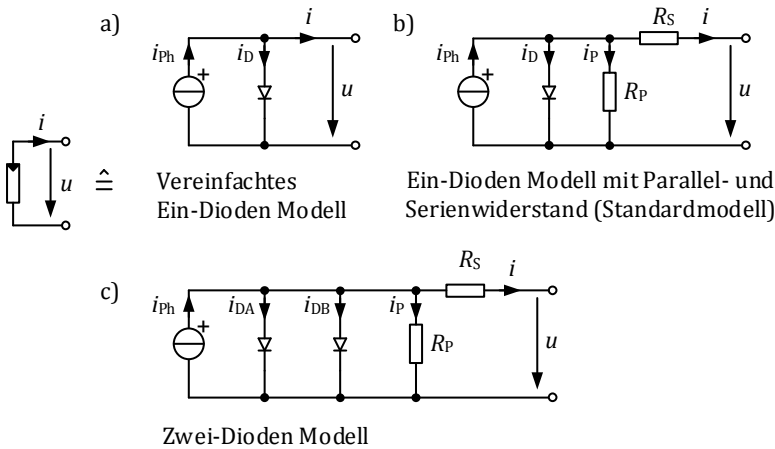 a)
i
iPh
iD
u
Vereinfachtes
Ein-Dioden Modell
b)
RS
i
iPh
iD
iP
RP
u
Ein-Dioden Modell mit Parallel- und
Serienwiderstand (Standardmodell)
i
u
≙
c)
RS
i
iPh
iDA
iDB
iP
RP
u
Zwei-Dioden Modell